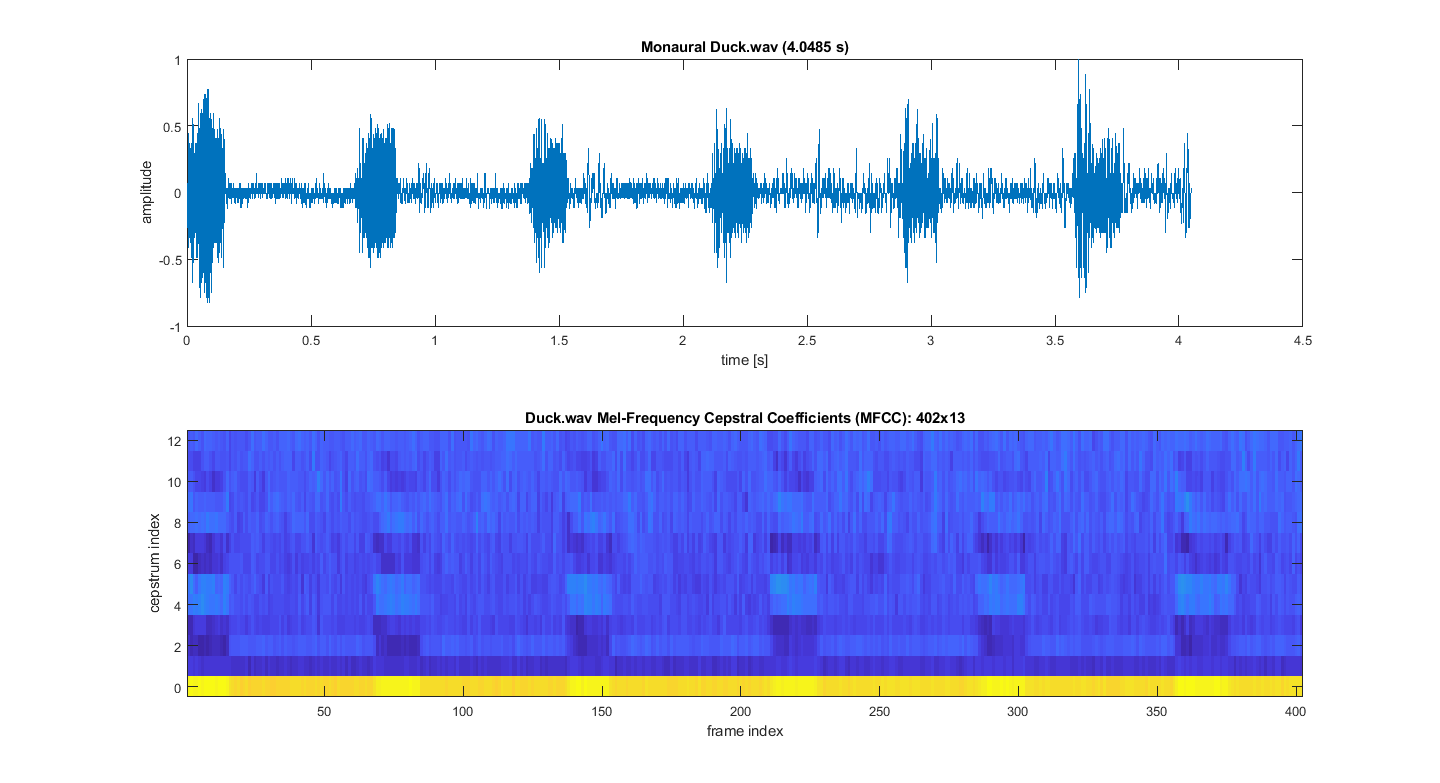 Monaural Duck.wav (4.0485 s)
1
0.5
0
-0.5
-1
amplitude
0 0.5 1 1.5 2 2.5 3 3.5 4 4.5
time [s]
Duck.wav Mel-Frequency Cepstral Coefficients (MFCC): 402x13
12
10
8
6
4
2
0
cepstrum index
50 100 150 200 250 300 350 400
frame index